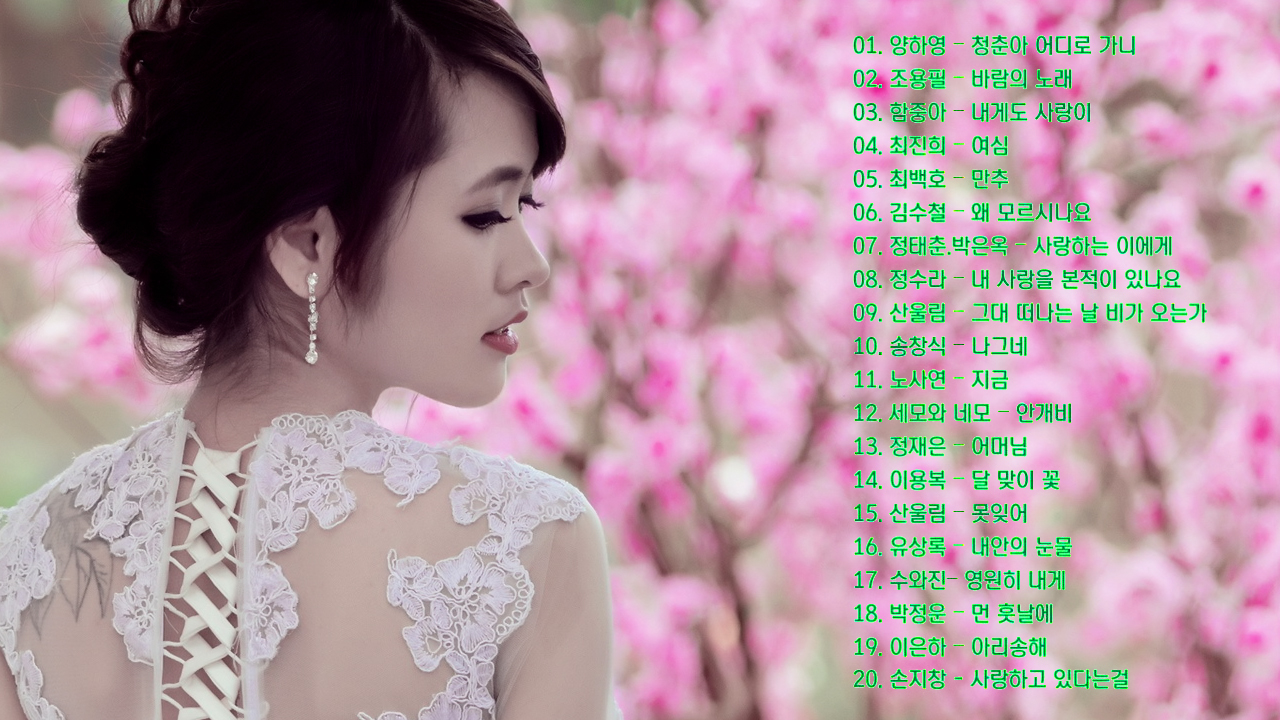 01. 양하영 - 청춘아 어디로 가니
02. 조용필 - 바람의 노래
03. 함중아 - 내게도 사랑이
04. 최진희 - 여심
05. 최백호 - 만추
06. 김수철 - 왜 모르시나요
07. 정태춘.박은옥 - 사랑하는 이에게
08. 정수라 - 내 사랑을 본적이 있나요
09. 산울림 - 그대 떠나는 날 비가 오는가
10. 송창식 - 나그네
11. 노사연 - 지금
12. 세모와 네모 - 안개비
13. 정재은 - 어머님
14. 이용복 - 달 맞이 꽃
15. 산울림 - 못잊어
16. 유상록 - 내안의 눈물
17. 수와진- 영원히 내게
18. 박정운 - 먼 훗날에
19. 이은하 - 아리송해
20. 손지창 - 사랑하고 있다는걸